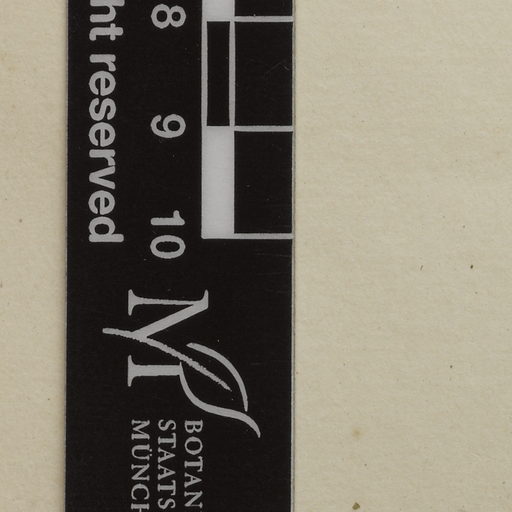 8 9 10
ht reserved
M
BOTAN
STAATS
MÜNCH